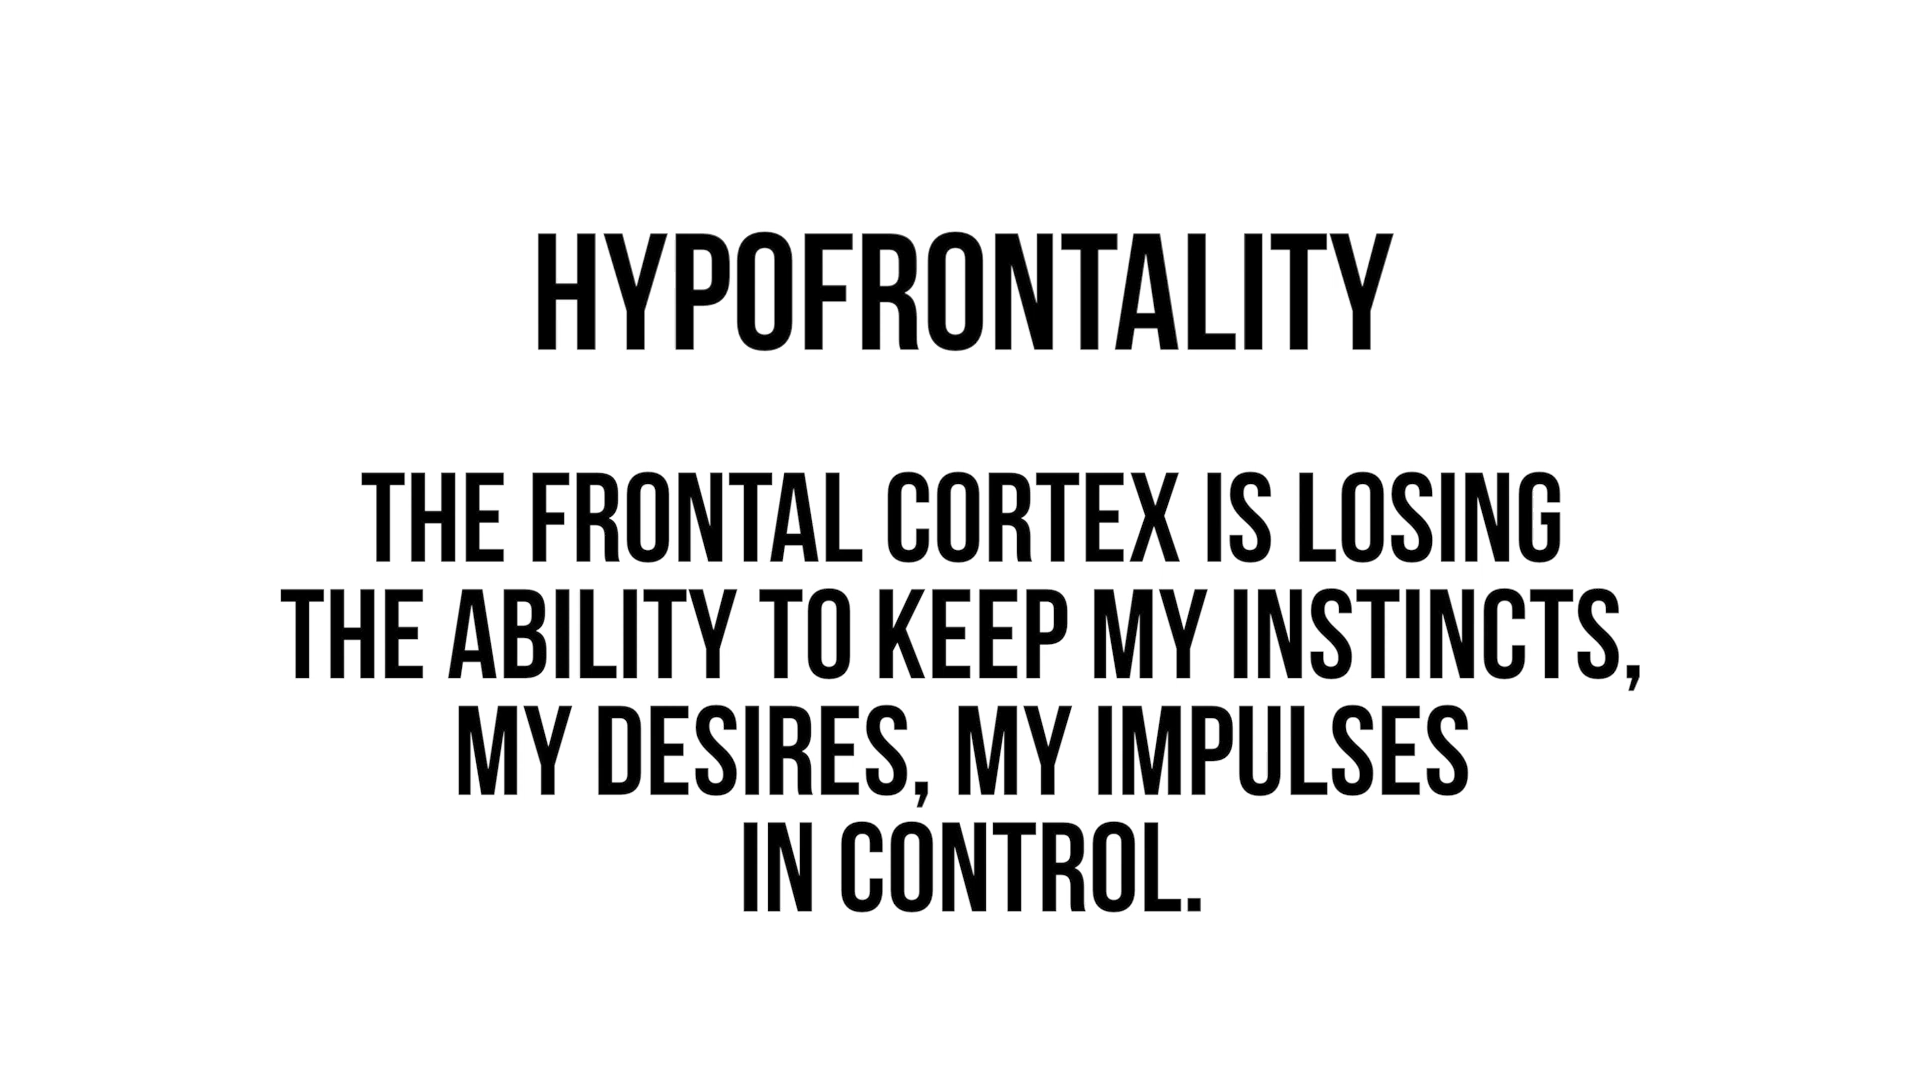 HYPOFRONTALITY
THE FRONTAL CORTEX IS LOSING
THE ABILITY TO KEEP MY INSTINCTS,
MY DESIRES, MY IMPULSES
IN CONTROL.